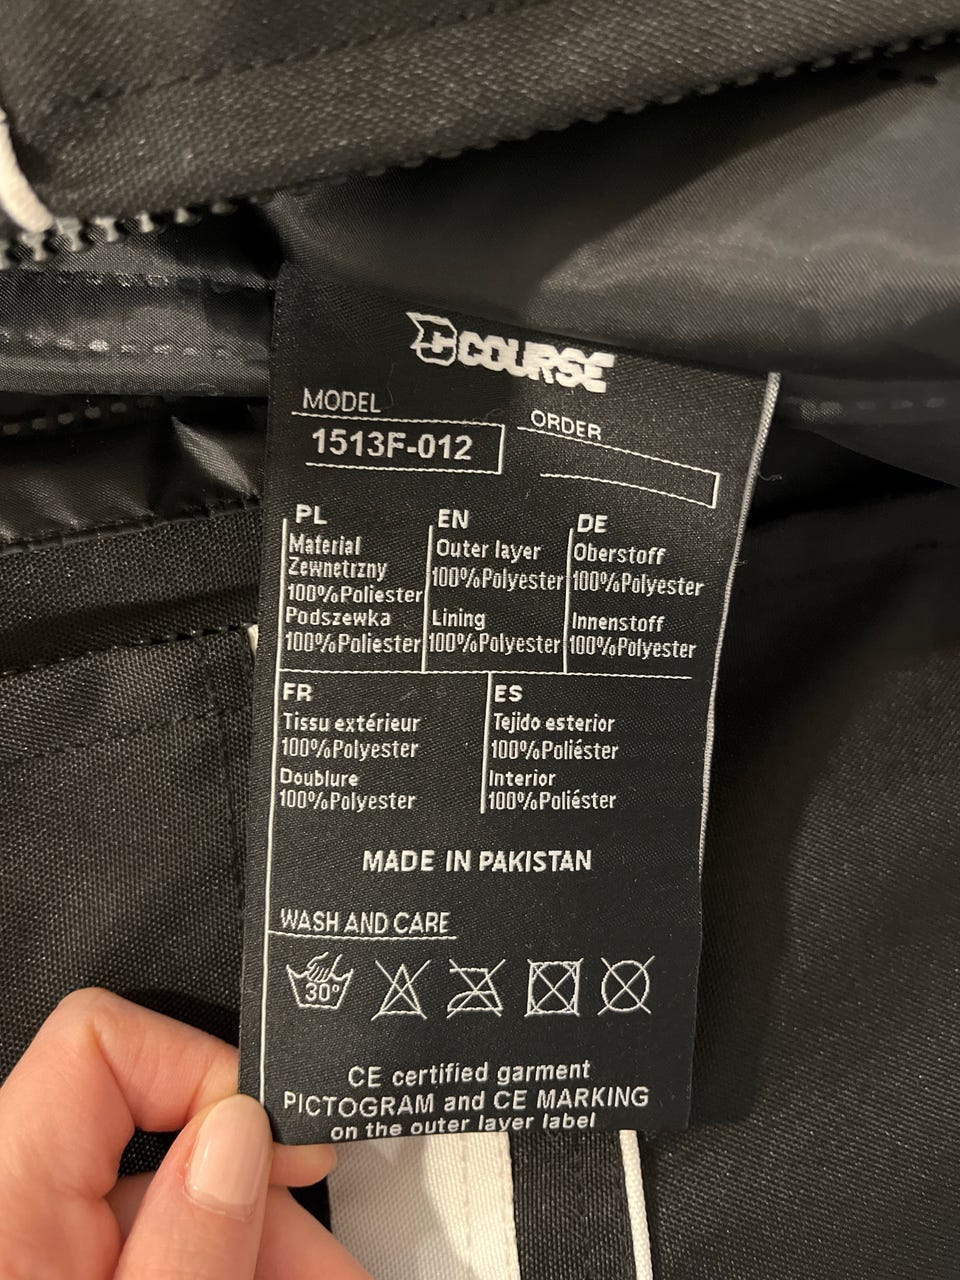 COURSE
MODEL
1513F-012
ORDER
PL
Material
Zewnetrzny
100%Poliester
Podszewka
100%Poliester
EN
Outer layer
100%Polyester
Lining
100%Polyester
DE
Oberstoff
100%Polyester
Innenstoff
100%Polyester
FR
Tissu extérieur
100%Polyester
Doublure
100%Polyester
ES
Tejido esterior
100%Poliéster
Interior
100%Poliéster
MADE IN PAKISTAN
WASH AND CARE
30°
CE certified garment
PICTOGRAM and CE MARKING
on the outer layer label